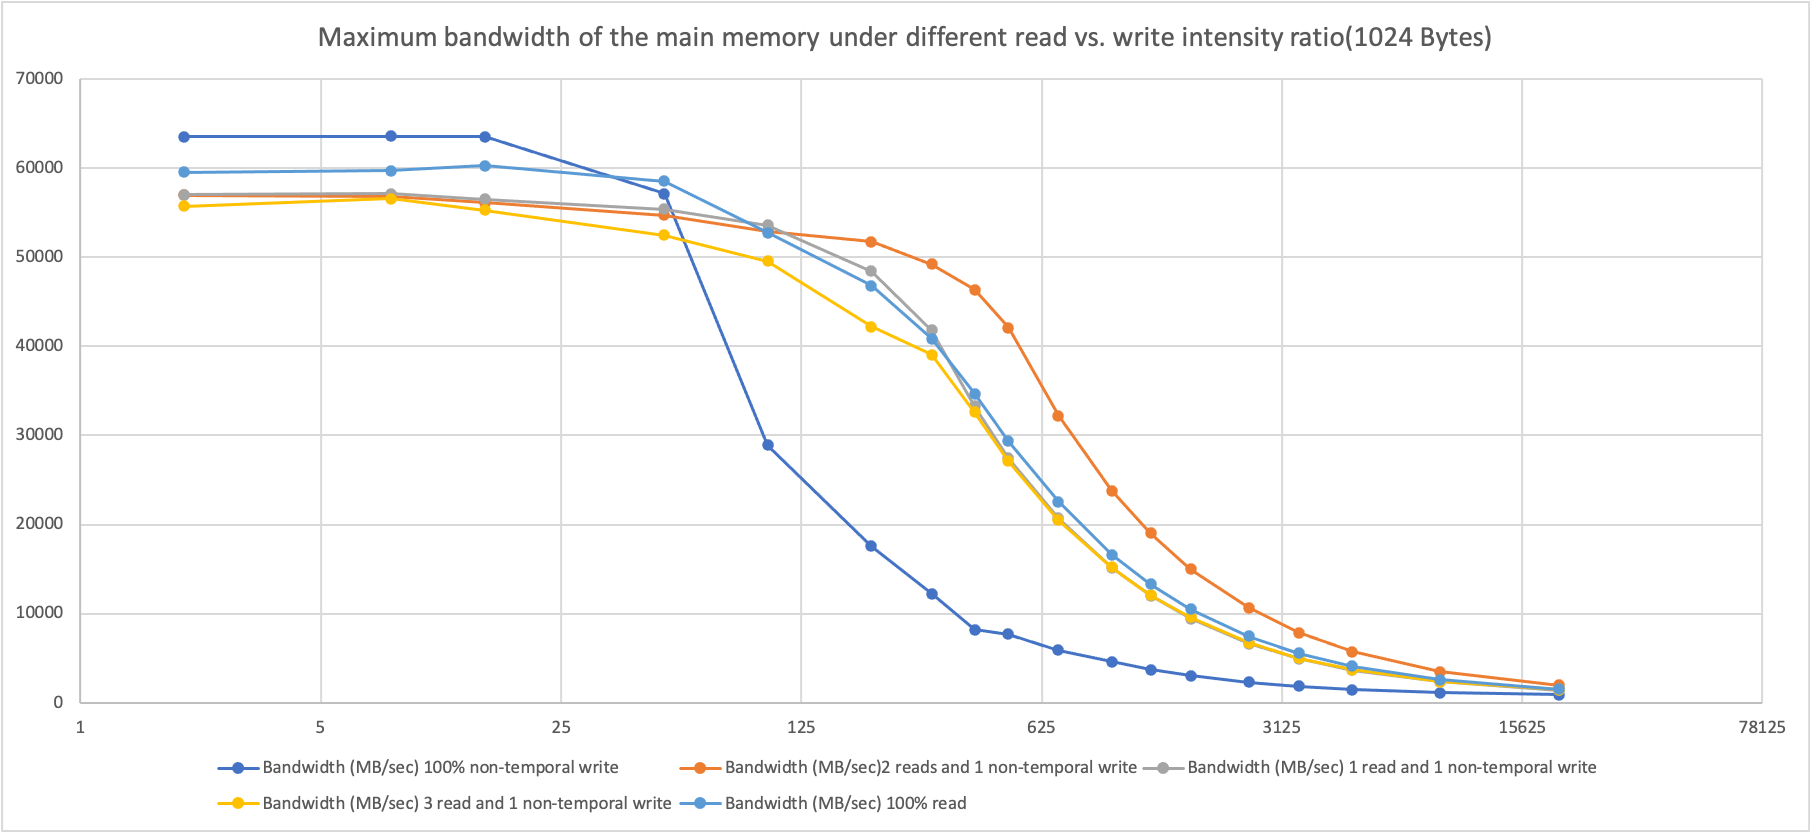 Maximum bandwidth of the main memory under different read vs. write intensity ratio(1024 Bytes)
70000
60000
50000
40000
30000
20000
10000
0
1 5 25 125 625 3125 15625 78125
Bandwidth (MB/sec) 100% non-temporal write Bandwidth (MB/sec)2 reads and 1 non-temporal write Bandwidth (MB/sec) 1 read and 1 non-temporal write
Bandwidth (MB/sec) 3 read and 1 non-temporal write Bandwidth (MB/sec) 100% read